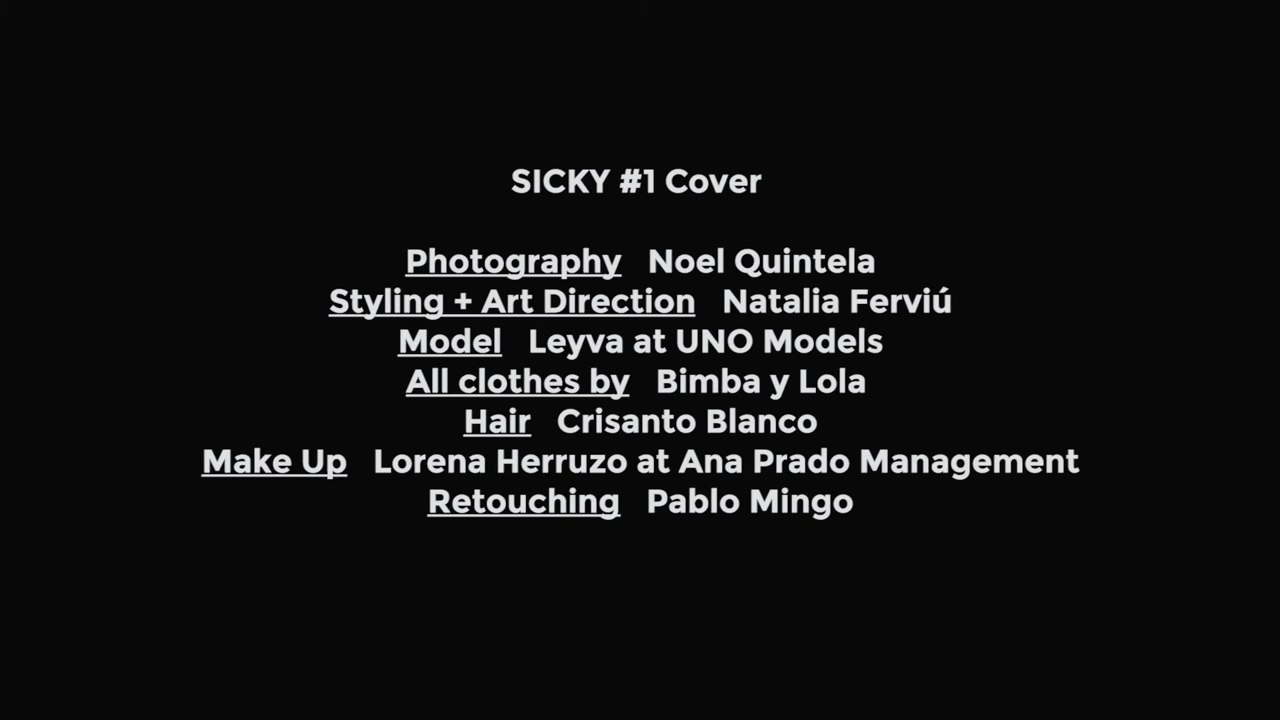 SICKY #1 Cover
Photography Noel Quintela
Styling + Art Direction Natalia Ferviú
Model Leyva at UNO Models
All clothes by Bimba y Lola
Hair Crisanto Blanco
Make Up Lorena Herruzo at Ana Prado Management
Retouching Pablo Mingo